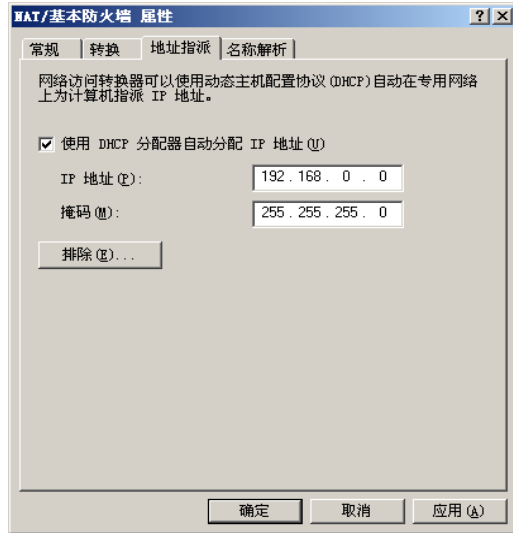 NAT/基本防火墙 属性
常规 转换 地址指派 名称解析
网络访问转换器可以使用动态主机配置协议(DHCP)自动在专用网络
上为计算机指派 IP 地址。
使用 DHCP 分配器自动分配 IP 地址(U)
IP 地址(P): 192 . 168 . 0 . 0
掩码(M): 255 . 255 . 255 . 0
排除(E)...
确定 取消 应用(A)